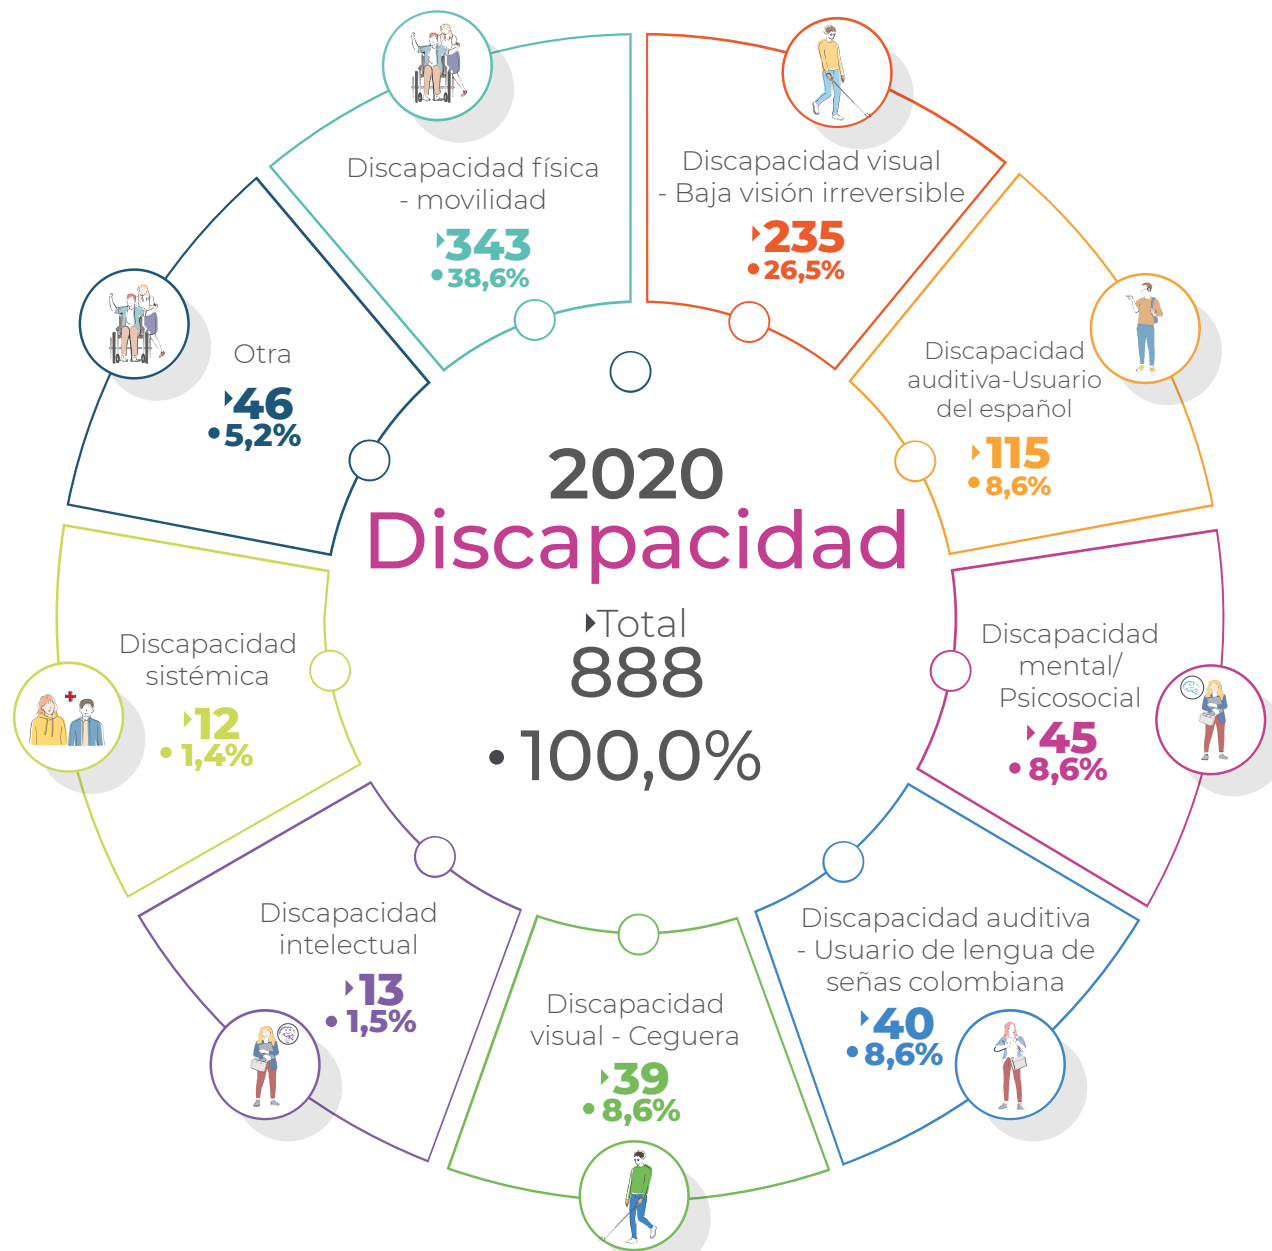 Discapacidad física
- movilidad
343
38,6%
Discapacidad visual
- Baja visión irreversible
235
26,5%
Discapacidad
auditiva-Usuario
del español
115
8,6%
Discapacidad
mental/
Psicosocial
45
8,6%
Discapacidad auditiva
- Usuario de lengua de
señas colombiana
40
8,6%
Discapacidad
visual - Ceguera
39
8,6%
Discapacidad
intelectual
13
1,5%
Discapacidad
sistémica
12
1,4%
Otra
46
5,2%
2020
Discapacidad
Total
888
100,0%